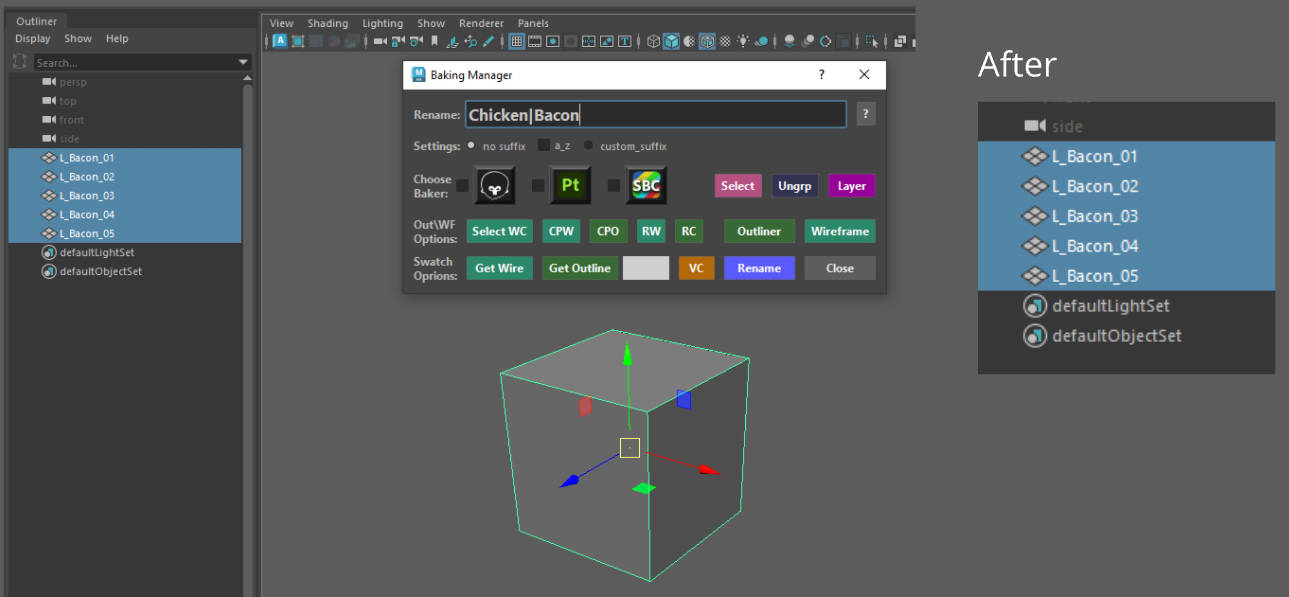 Outliner
Display Show Help
Search...
persp
top
front
side
L_Bacon_01
L_Bacon_02
L_Bacon_03
L_Bacon_04
L_Bacon_05
defaultLightSet
defaultObjectSet
View Shading Lighting Show Renderer Panels
Baking Manager ?
Rename: Chicken|Bacon ?
Settings: no suffix a_z custom_suffix
Choose
Baker: Pt SBC Select Ungrp Layer
Out\WF
Options: Select WC CPW CPO RW RC Outliner Wireframe
Swatch
Oprions: Get Wire Get Outline VC Rename Close
After
side
L_Bacon_01
L_Bacon_02
L_Bacon_03
L_Bacon_04
L_Bacon_05
defaultLightSet
defaultObjectSet